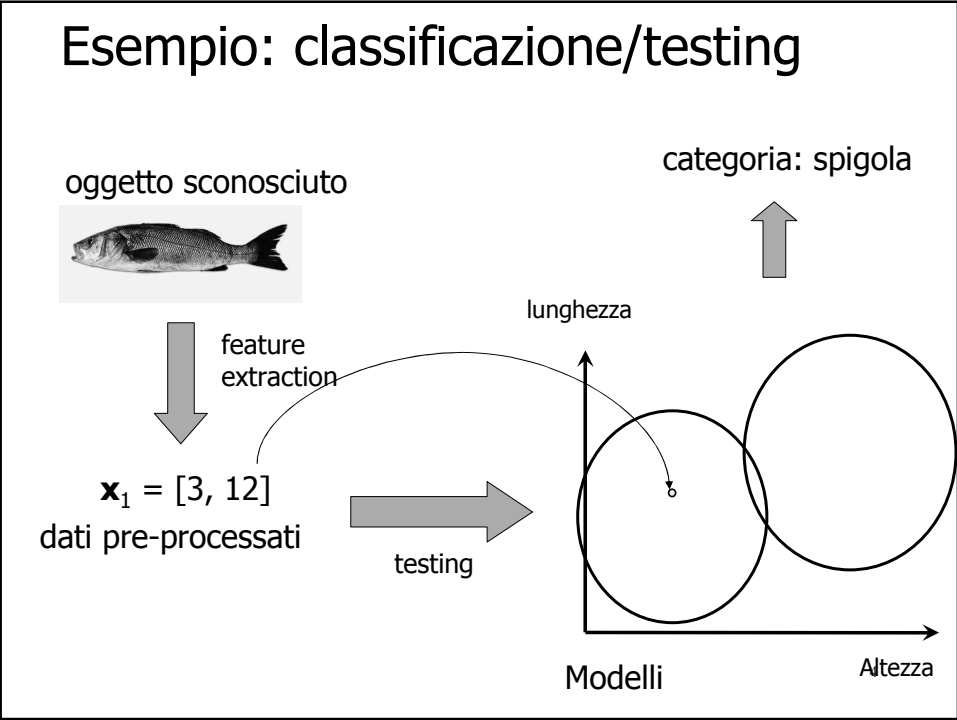 Esempio: classificazione/testing
oggetto sconosciuto
categoria: spigola
feature
extraction
lunghezza
x1 = [3, 12]
dati pre-processati
testing
Modelli
Altezza